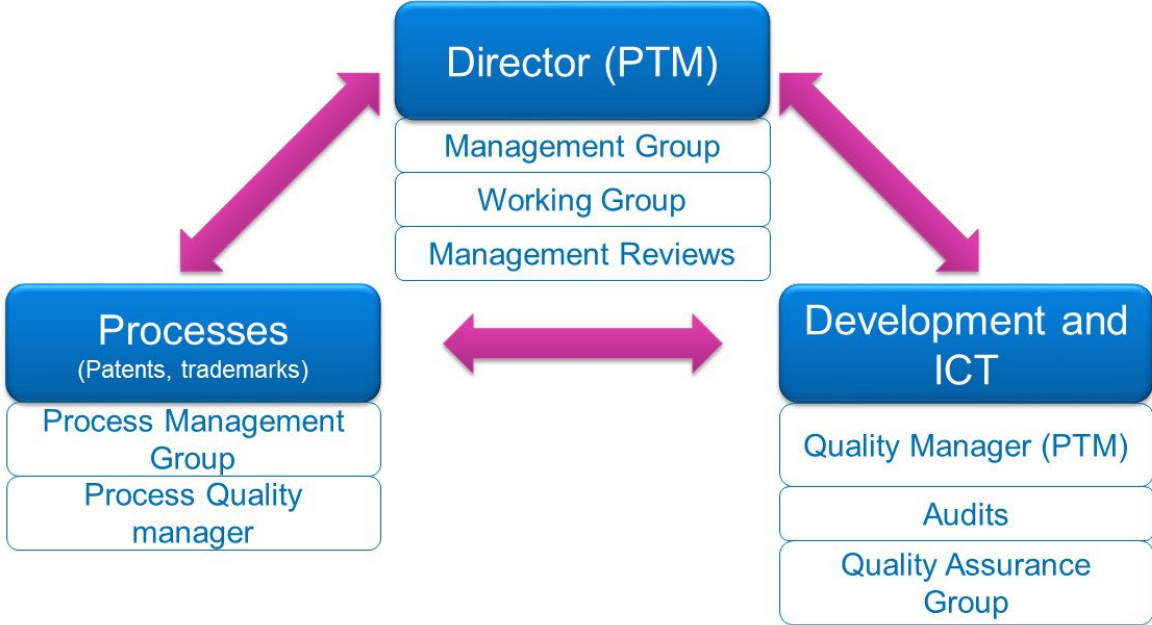 Director (PTM)
Management Group
Working Group
Management Reviews
Processes
(Patents, trademarks)
Process Management
Group
Process Quality
manager
Development and
ICT
Quality Manager (PTM)
Audits
Quality Assurance
Group